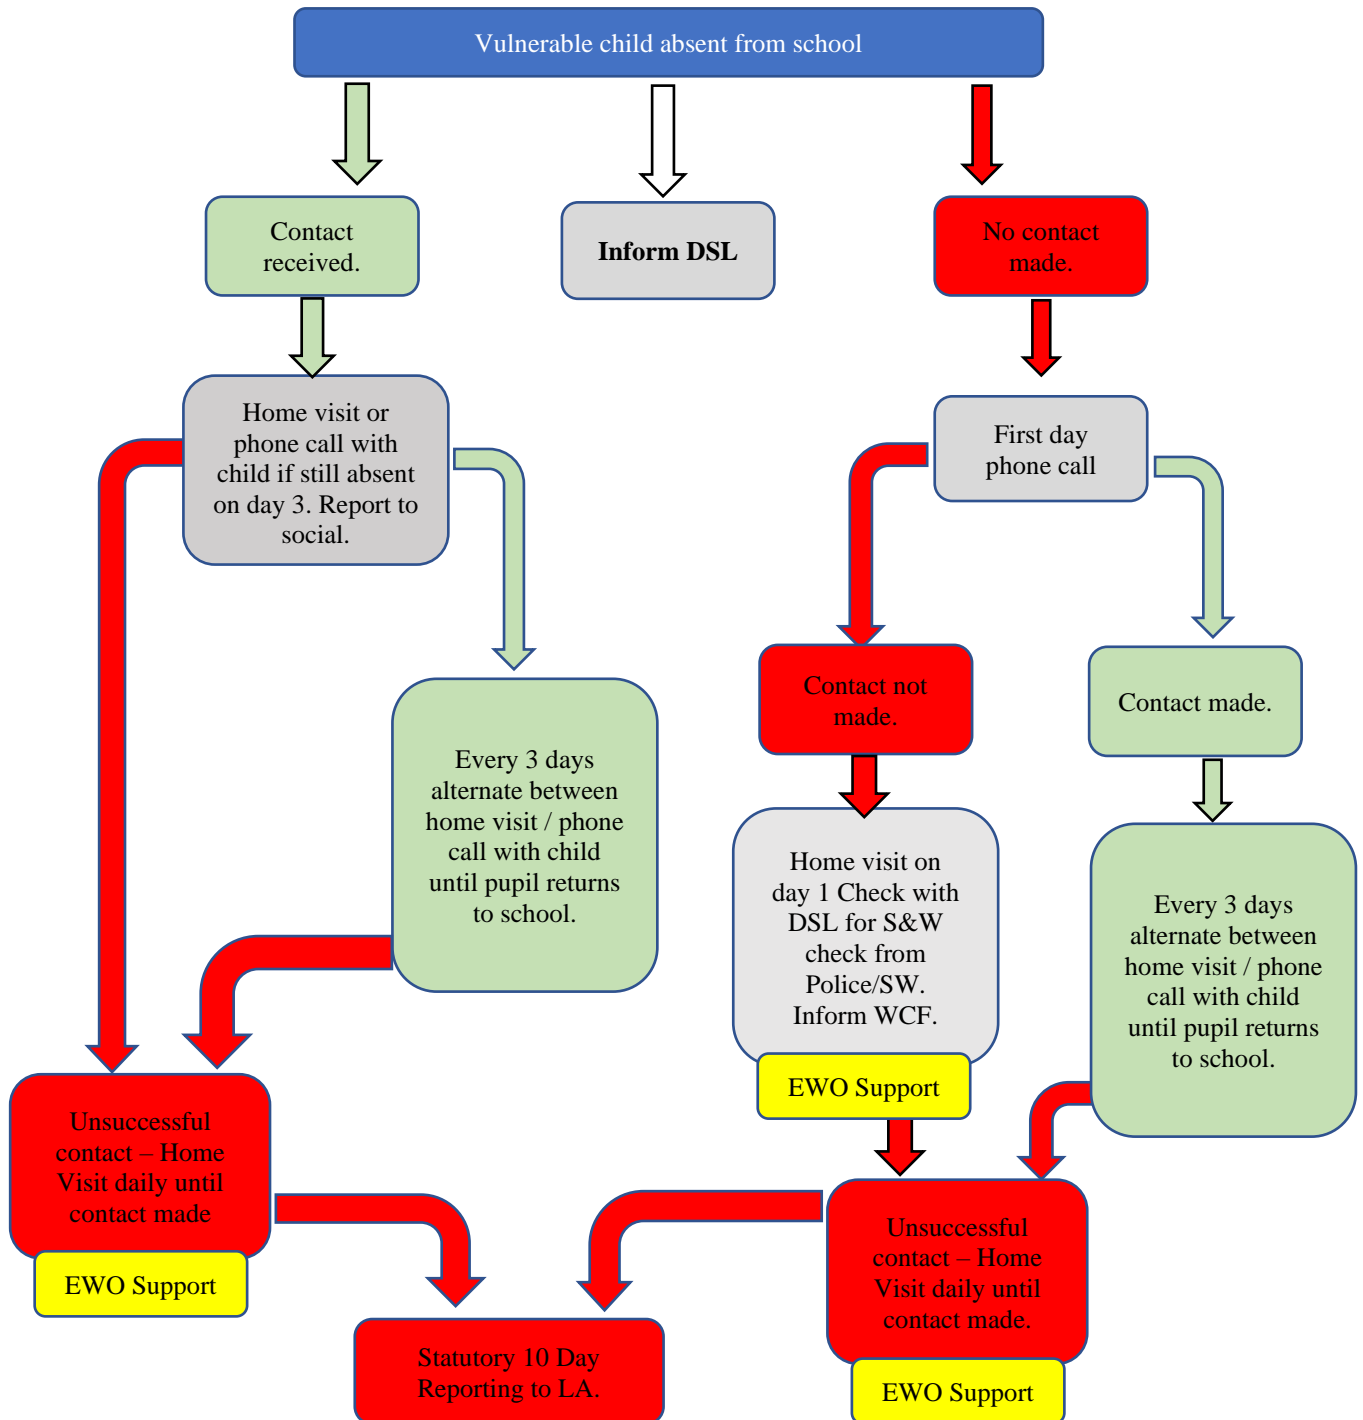 Vulnerable child absent from school
Contact
received.
Inform DSL
No contact
made.
Home visit or
phone call with
child if still absent
on day 3. Report to
social.
First day
phone call
Contact not
made.
Contact made.
Every 3 days
alternate between
home visit / phone
call with child
until pupil returns
to school.
Home visit on
day 1 Check with
DSL for S&W
check from
Police/SW.
Inform WCF.
EWO Support
Every 3 days
alternate between
home visit / phone
call with child
until pupil returns
to school.
Unsuccessful
contact – Home
Visit daily until
contact made
EWO Support
Unsuccessful
contact – Home
Visit daily until
contact made.
EWO Support
Statutory 10 Day
Reporting to LA.